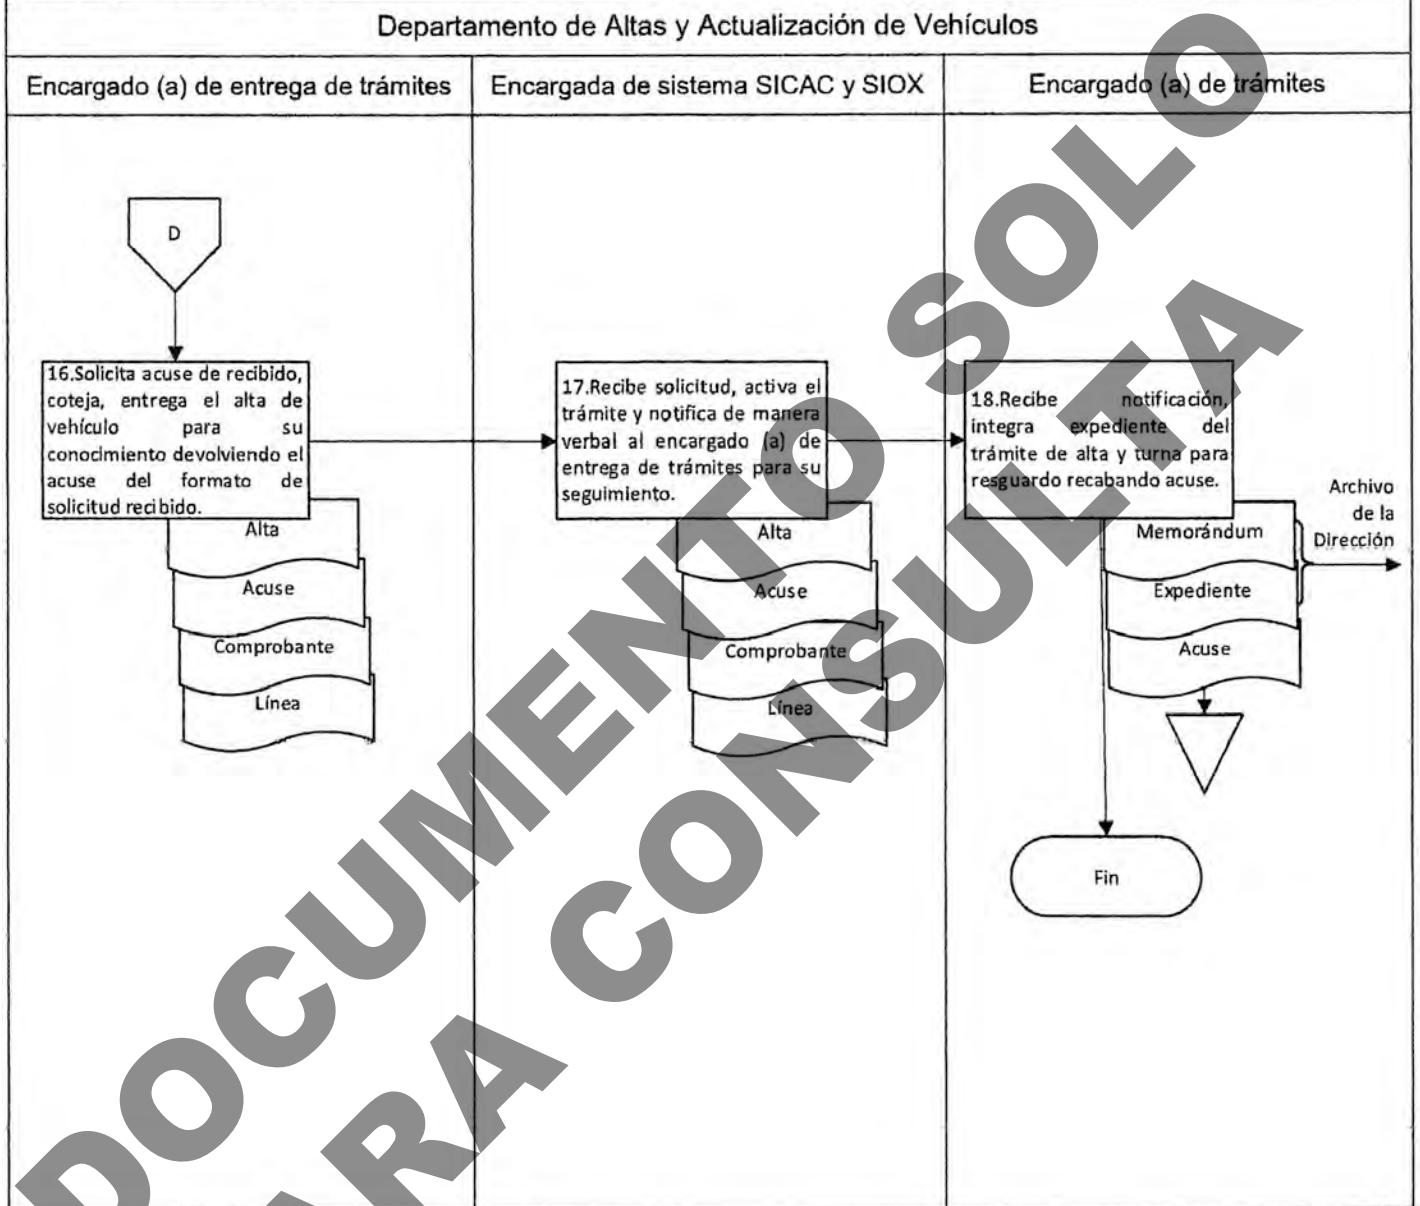 Departamento de Altas y Actualización de Vehículos
Encargado (a) de entrega de trámites
Encargada de sistema SICAC y SIOX
Encargado (a) de trámites
D
16.Solicita acuse de recibido,
coteja, entrega el alta de
vehículo para su
conocimiento devolviendo el
acuse del formato de
solicitud recibido.
Alta
Acuse
Comprobante
Línea
17.Recibe solicitud, activa el
trámite y notifica de manera
verbal al encargado (a) de
entrega de trámites para su
seguimiento.
Alta
Acuse
Comprobante
Línea
18.Recibe notificación,
integra expediente del
trámite de alta y turna para
resguardo recabando acuse.
Memorándum
Expediente
Acuse
Archivo
de la
Dirección
Fin
DOCUMENTO SOLO
PARA CONSULTA